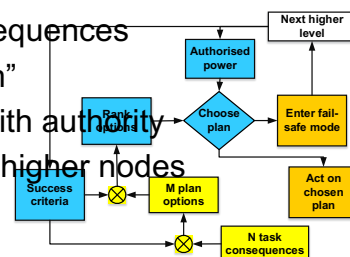 Next higher
level
equences
Authorised
power
n"
Rank
options
Choose
plan
Enter fail-
safe mode
ith authority
higher nodes
Success
criteria
M plan
options
Act on
chosen
plan
N task
consequences